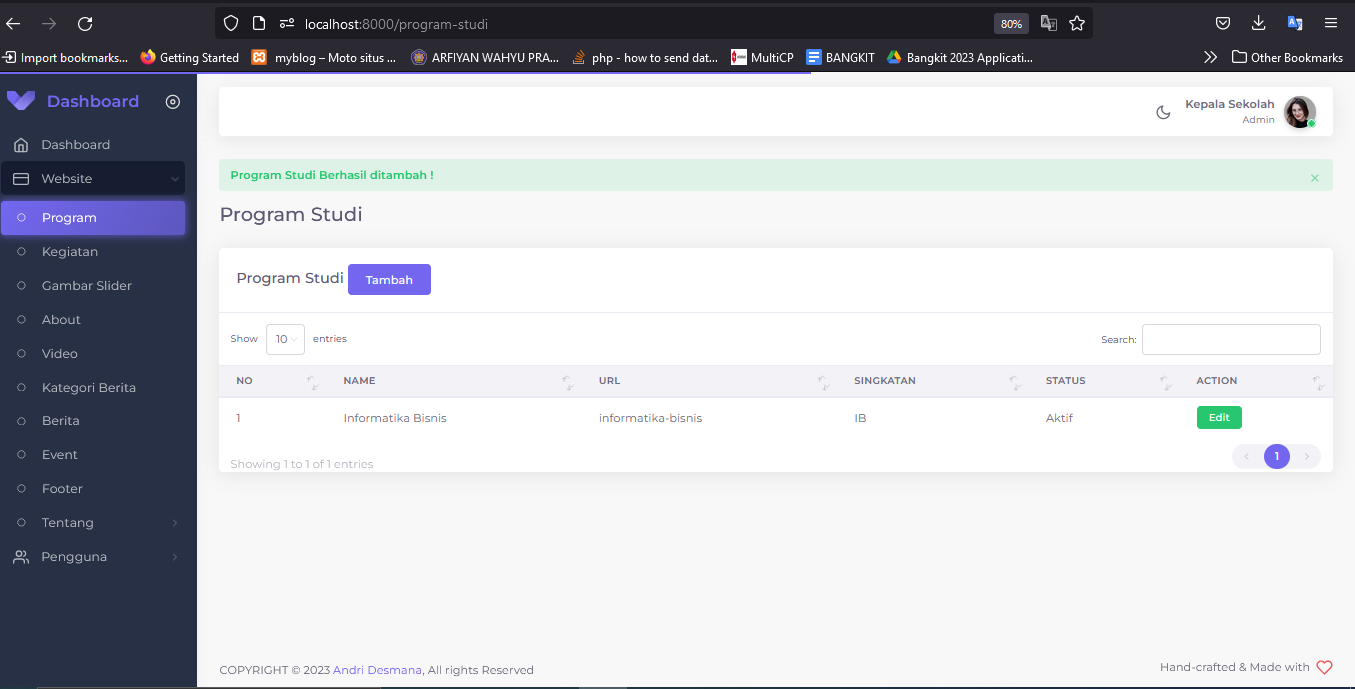 localhost:8000/program-studi
80%
Import bookmarks...
Getting Started
myblog – Moto situs ...
ARFIYAN WAHYU PRA...
php - how to send dat...
MultiCP
BANGKIT
Bangkit 2023 Applicati...
Other Bookmarks
Dashboard
Dashboard
Website
Program
Kegiatan
Gambar Slider
About
Video
Kategori Berita
Berita
Event
Footer
Tentang
Pengguna
Kepala Sekolah
Admin
Program Studi Berhasil ditambah !
Program Studi
Program Studi Tambah
Show 10 entries
Search:
NO NAME URL SINGKATAN STATUS ACTION
1 Informatika Bisnis informatika-bisnis IB Aktif Edit
Showing 1 to 1 of 1 entries
1
COPYRIGHT © 2023 Andri Desmana, All rights Reserved
Hand-crafted & Made with